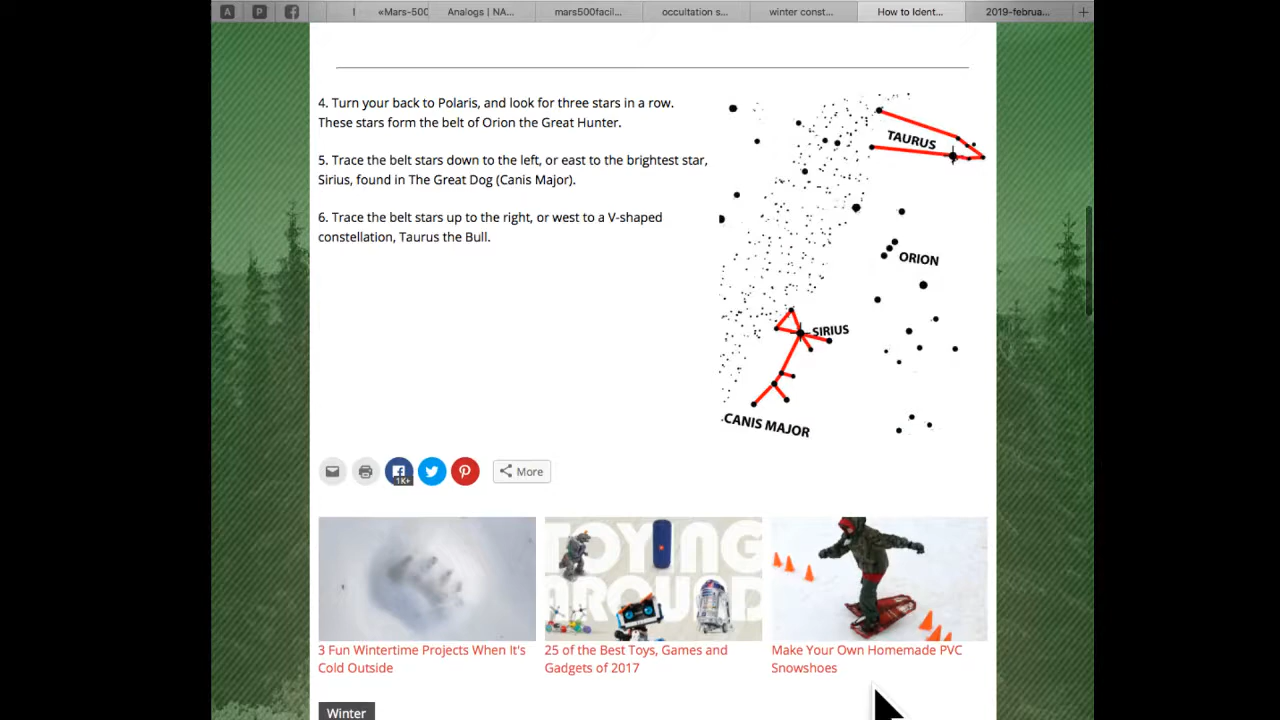 A
P
«Mars-500
Analogs | NA...
mars500facil...
occultation s...
winter const...
How to Ident...
2019-februa...
4. Turn your back to Polaris, and look for three stars in a row.
These stars form the belt of Orion the Great Hunter.
5. Trace the belt stars down to the left, or east to the brightest star,
Sirius, found in The Great Dog (Canis Major).
6. Trace the belt stars up to the right, or west to a V-shaped
constellation, Taurus the Bull.
TAURUS
ORION
SIRIUS
CANIS MAJOR
1K+
More
TOYING
AROUND
3 Fun Wintertime Projects When It's
Cold Outside
25 of the Best Toys, Games and
Gadgets of 2017
Make Your Own Homemade PVC
Snowshoes
Winter